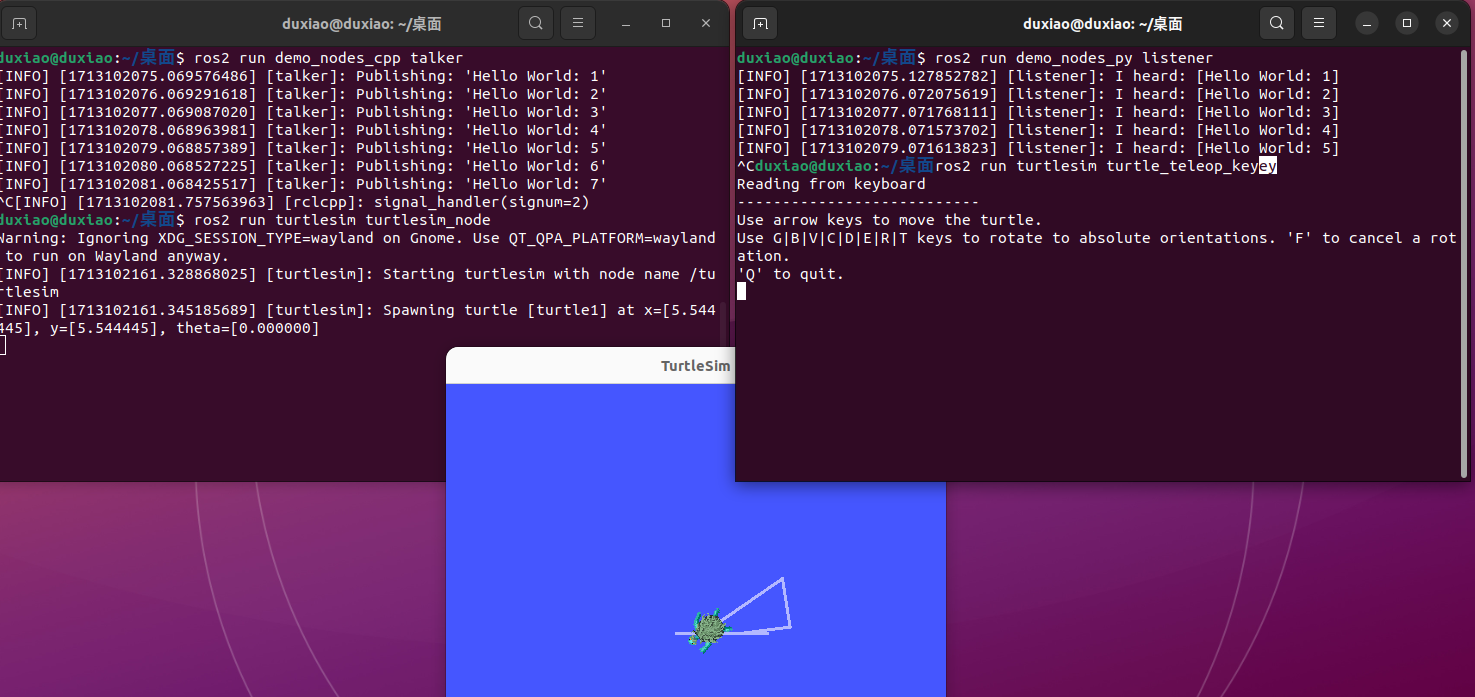 duxiao@duxiao: ~/桌面
duxiao@duxiao:~/桌面$ ros2 run demo_nodes_cpp talker
[INFO] [1713102075.069576486] [talker]: Publishing: 'Hello World: 1'
[INFO] [1713102076.069291618] [talker]: Publishing: 'Hello World: 2'
[INFO] [1713102077.069087020] [talker]: Publishing: 'Hello World: 3'
[INFO] [1713102078.068963981] [talker]: Publishing: 'Hello World: 4'
[INFO] [1713102079.068857389] [talker]: Publishing: 'Hello World: 5'
[INFO] [1713102080.068527225] [talker]: Publishing: 'Hello World: 6'
[INFO] [1713102081.068425517] [talker]: Publishing: 'Hello World: 7'
^C[INFO] [1713102081.757563963] [rclcpp]: signal_handler(signum=2)
duxiao@duxiao:~/桌面$ ros2 run turtlesim turtlesim_node
Warning: Ignoring XDG_SESSION_TYPE=wayland on Gnome. Use QT_QPA_PLATFORM=wayland
to run on Wayland anyway.
[INFO] [1713102161.328868025] [turtlesim]: Starting turtlesim with node name /tu
rtlesim
[INFO] [1713102161.345185689] [turtlesim]: Spawning turtle [turtle1] at x=[5.544
445], y=[5.544445], theta=[0.000000]
duxiao@duxiao: ~/桌面
duxiao@duxiao:~/桌面$ ros2 run demo_nodes_py listener
[INFO] [1713102075.127852782] [listener]: I heard: [Hello World: 1]
[INFO] [1713102076.072075619] [listener]: I heard: [Hello World: 2]
[INFO] [1713102077.071768111] [listener]: I heard: [Hello World: 3]
[INFO] [1713102078.071573702] [listener]: I heard: [Hello World: 4]
[INFO] [1713102079.071613823] [listener]: I heard: [Hello World: 5]
^Cduxiao@duxiao:~/桌面ros2 run turtlesim turtle_teleop_keyey
Reading from keyboard
---------------------------
Use arrow keys to move the turtle.
Use G|B|V|C|D|E|R|T keys to rotate to absolute orientations. 'F' to cancel a rot
ation.
'Q' to quit.
TurtleSim